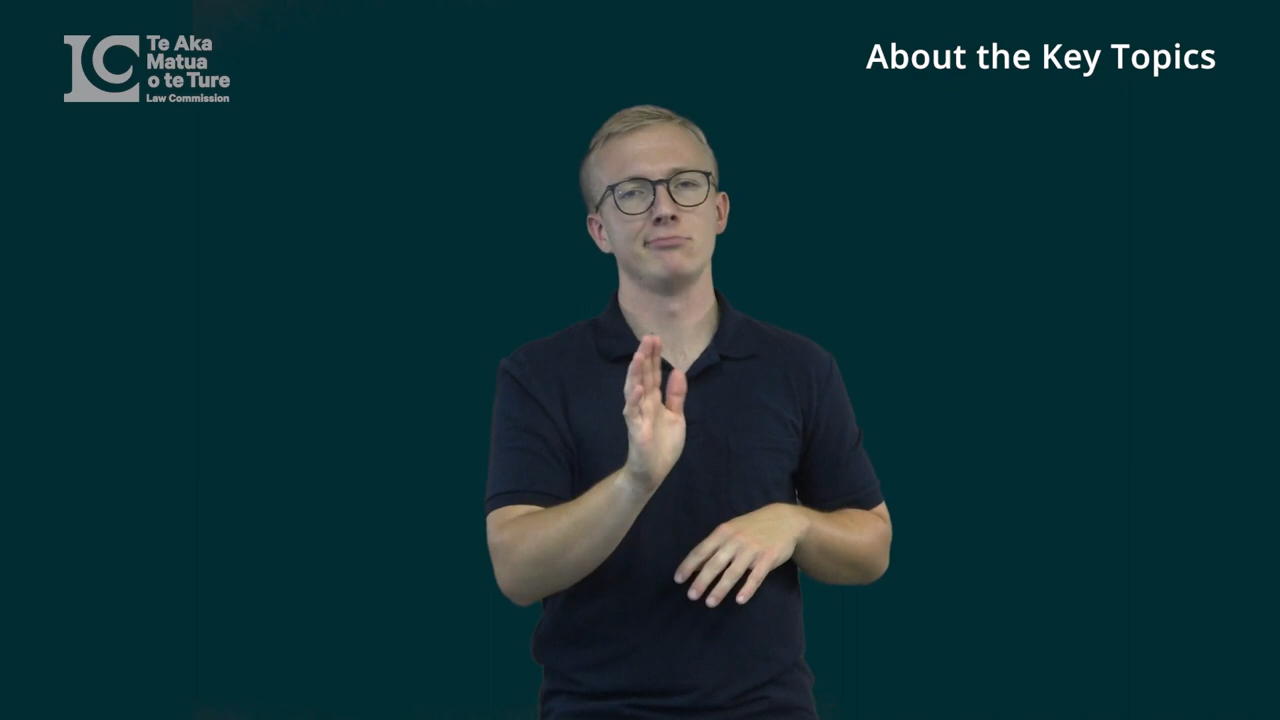 Te Aka
Matua
o te Ture
Law Commission
About the Key Topics